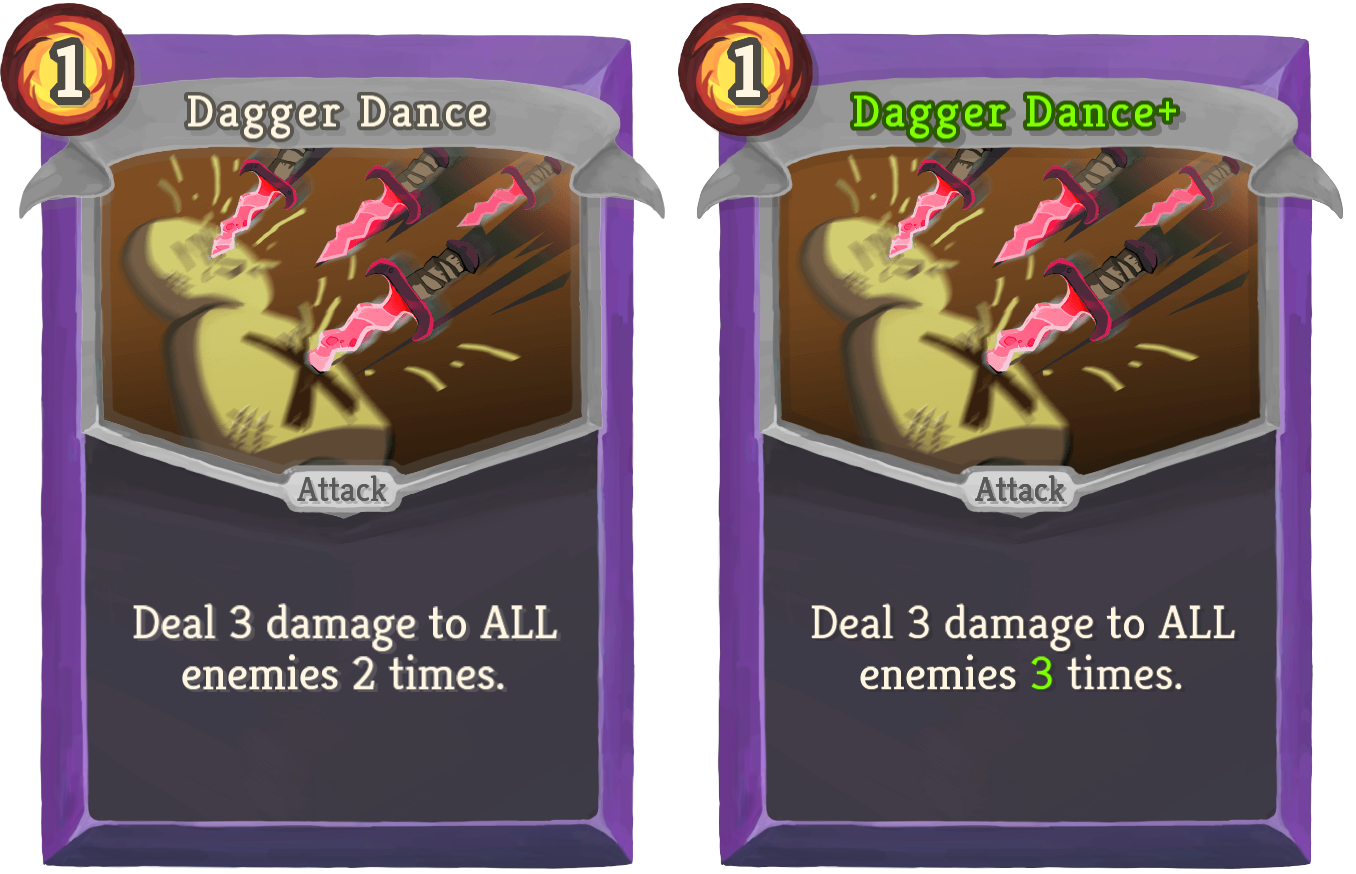 1
Dagger Dance
Attack
Deal 3 damage to ALL
enemies 2 times.
1
Dagger Dance+
Attack
Deal 3 damage to ALL
enemies 3 times.